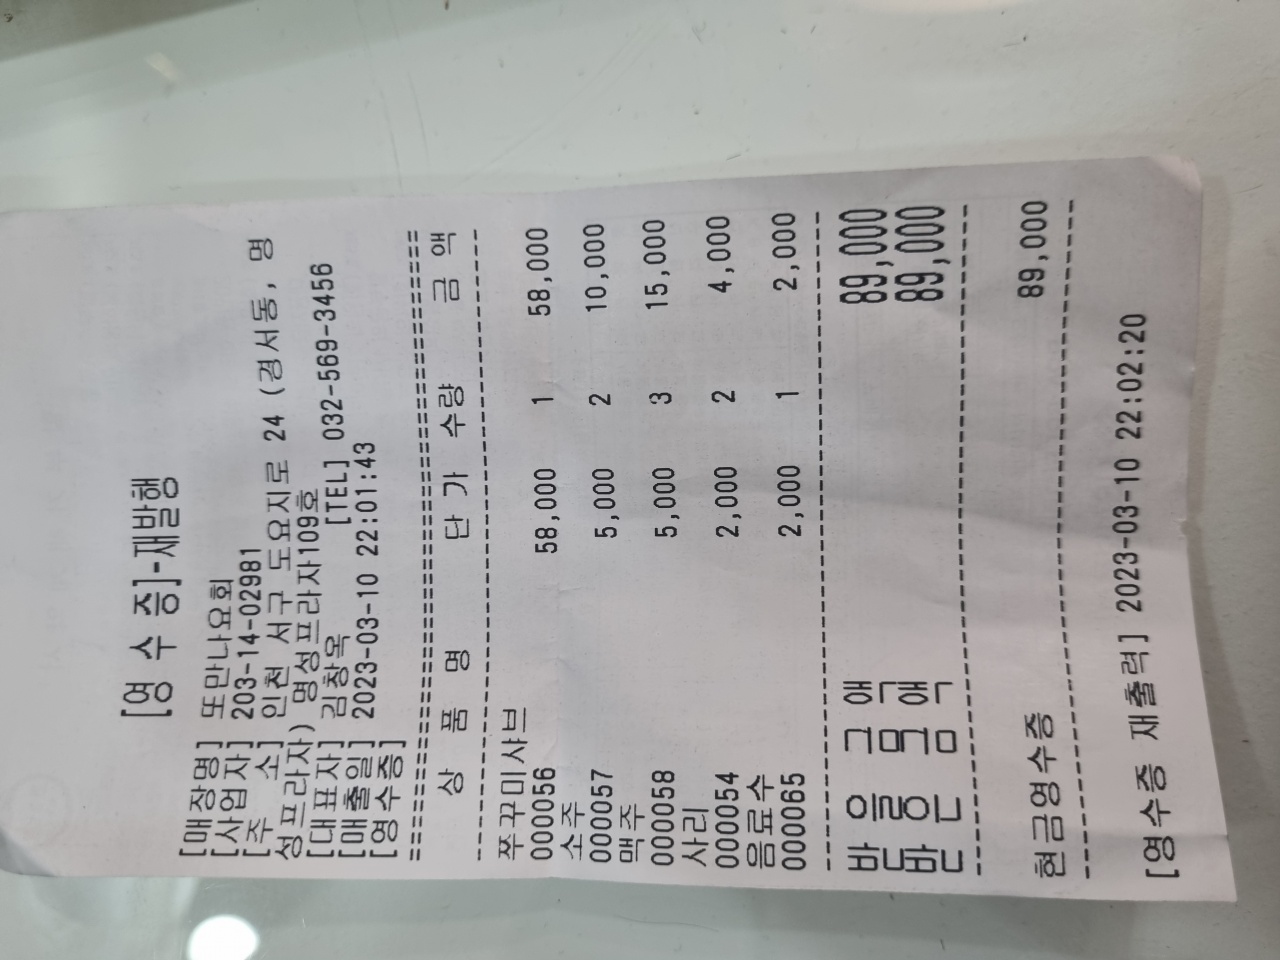 [영 수 증]-재발행
[매장명] 또만나요회
[사업자] 203-14-02981
[주 소] 인천 서구 도요지로 24 (경서동, 명
성프라자) 명성프라자109호
[대표자] 김창옥 [TEL] 032-569-3456
[매출일] 2023-03-10 22:01:43
[영수증]
상 품 명 단 가 수량 금 액
쭈꾸미샤브
000056 58,000 1 58,000
소주
000057 5,000 2 10,000
맥주
000058 5,000 3 15,000
사리
000054 2,000 2 4,000
음료수
000065 2,000 1 2,000
받을금액 89,000
받은금액 89,000
현금영수증 89,000
[영수증 재출력] 2023-03-10 22:02:20